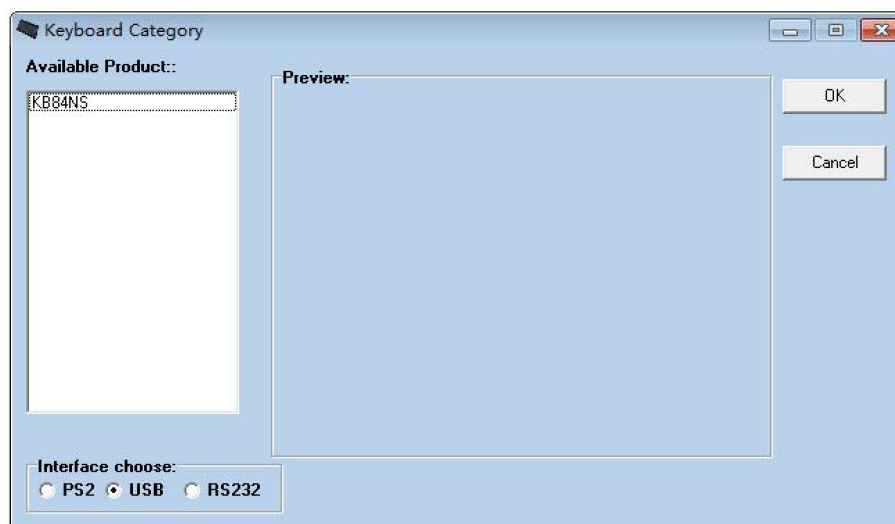 Keyboard Category
Available Product::
KB84NS
Preview:
OK
Cancel
Interface choose:
PS2 USB RS232